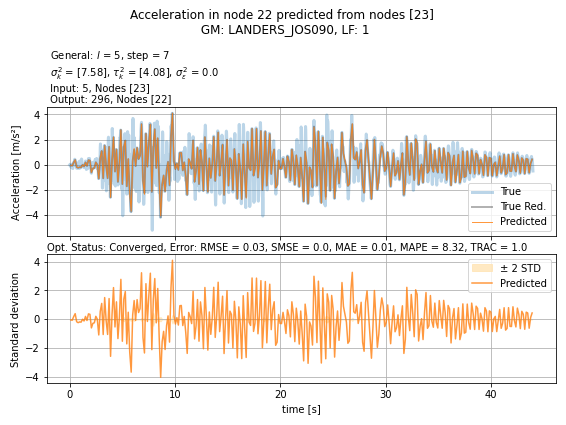 Acceleration in node 22 predicted from nodes [23]
GM: LANDERS_JOS090, LF: 1
General: l = 5, step = 7
σ²ₖ = [7.58], τ²ₖ = [4.08], σ²ₑ = 0.0
Input: 5, Nodes [23]
Output: 296, Nodes [22]
Acceleration [m/s²]
4
2
0
−2
−4
True
True Red.
Predicted
Opt. Status: Converged, Error: RMSE = 0.03, SMSE = 0.0, MAE = 0.01, MAPE = 8.32, TRAC = 1.0
Standard deviation
4
2
0
−2
−4
± 2 STD
Predicted
0 10 20 30 40
time [s]